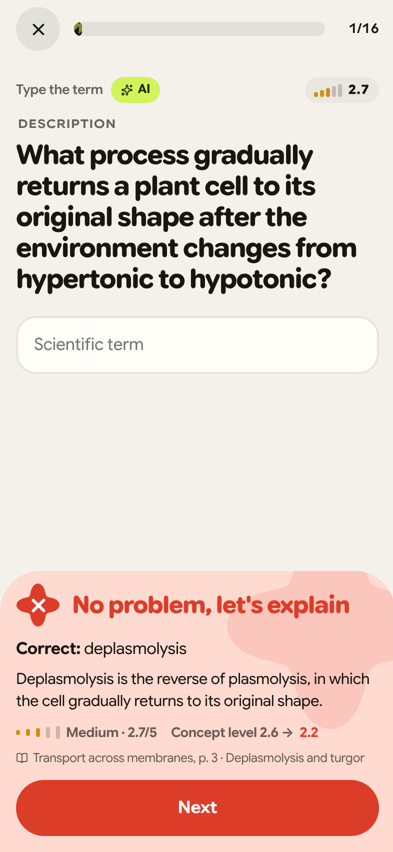 1/16
Type the term
AI
2.7
DESCRIPTION
What process gradually
returns a plant cell to its
original shape after the
environment changes from
hypertonic to hypotonic?
Scientific term
No problem, let's explain
Correct: deplasmolysis
Deplasmolysis is the reverse of plasmolysis, in which
the cell gradually returns to its original shape.
Medium · 2.7/5 Concept level 2.6 → 2.2
Transport across membranes, p. 3 · Deplasmolysis and turgor
Next